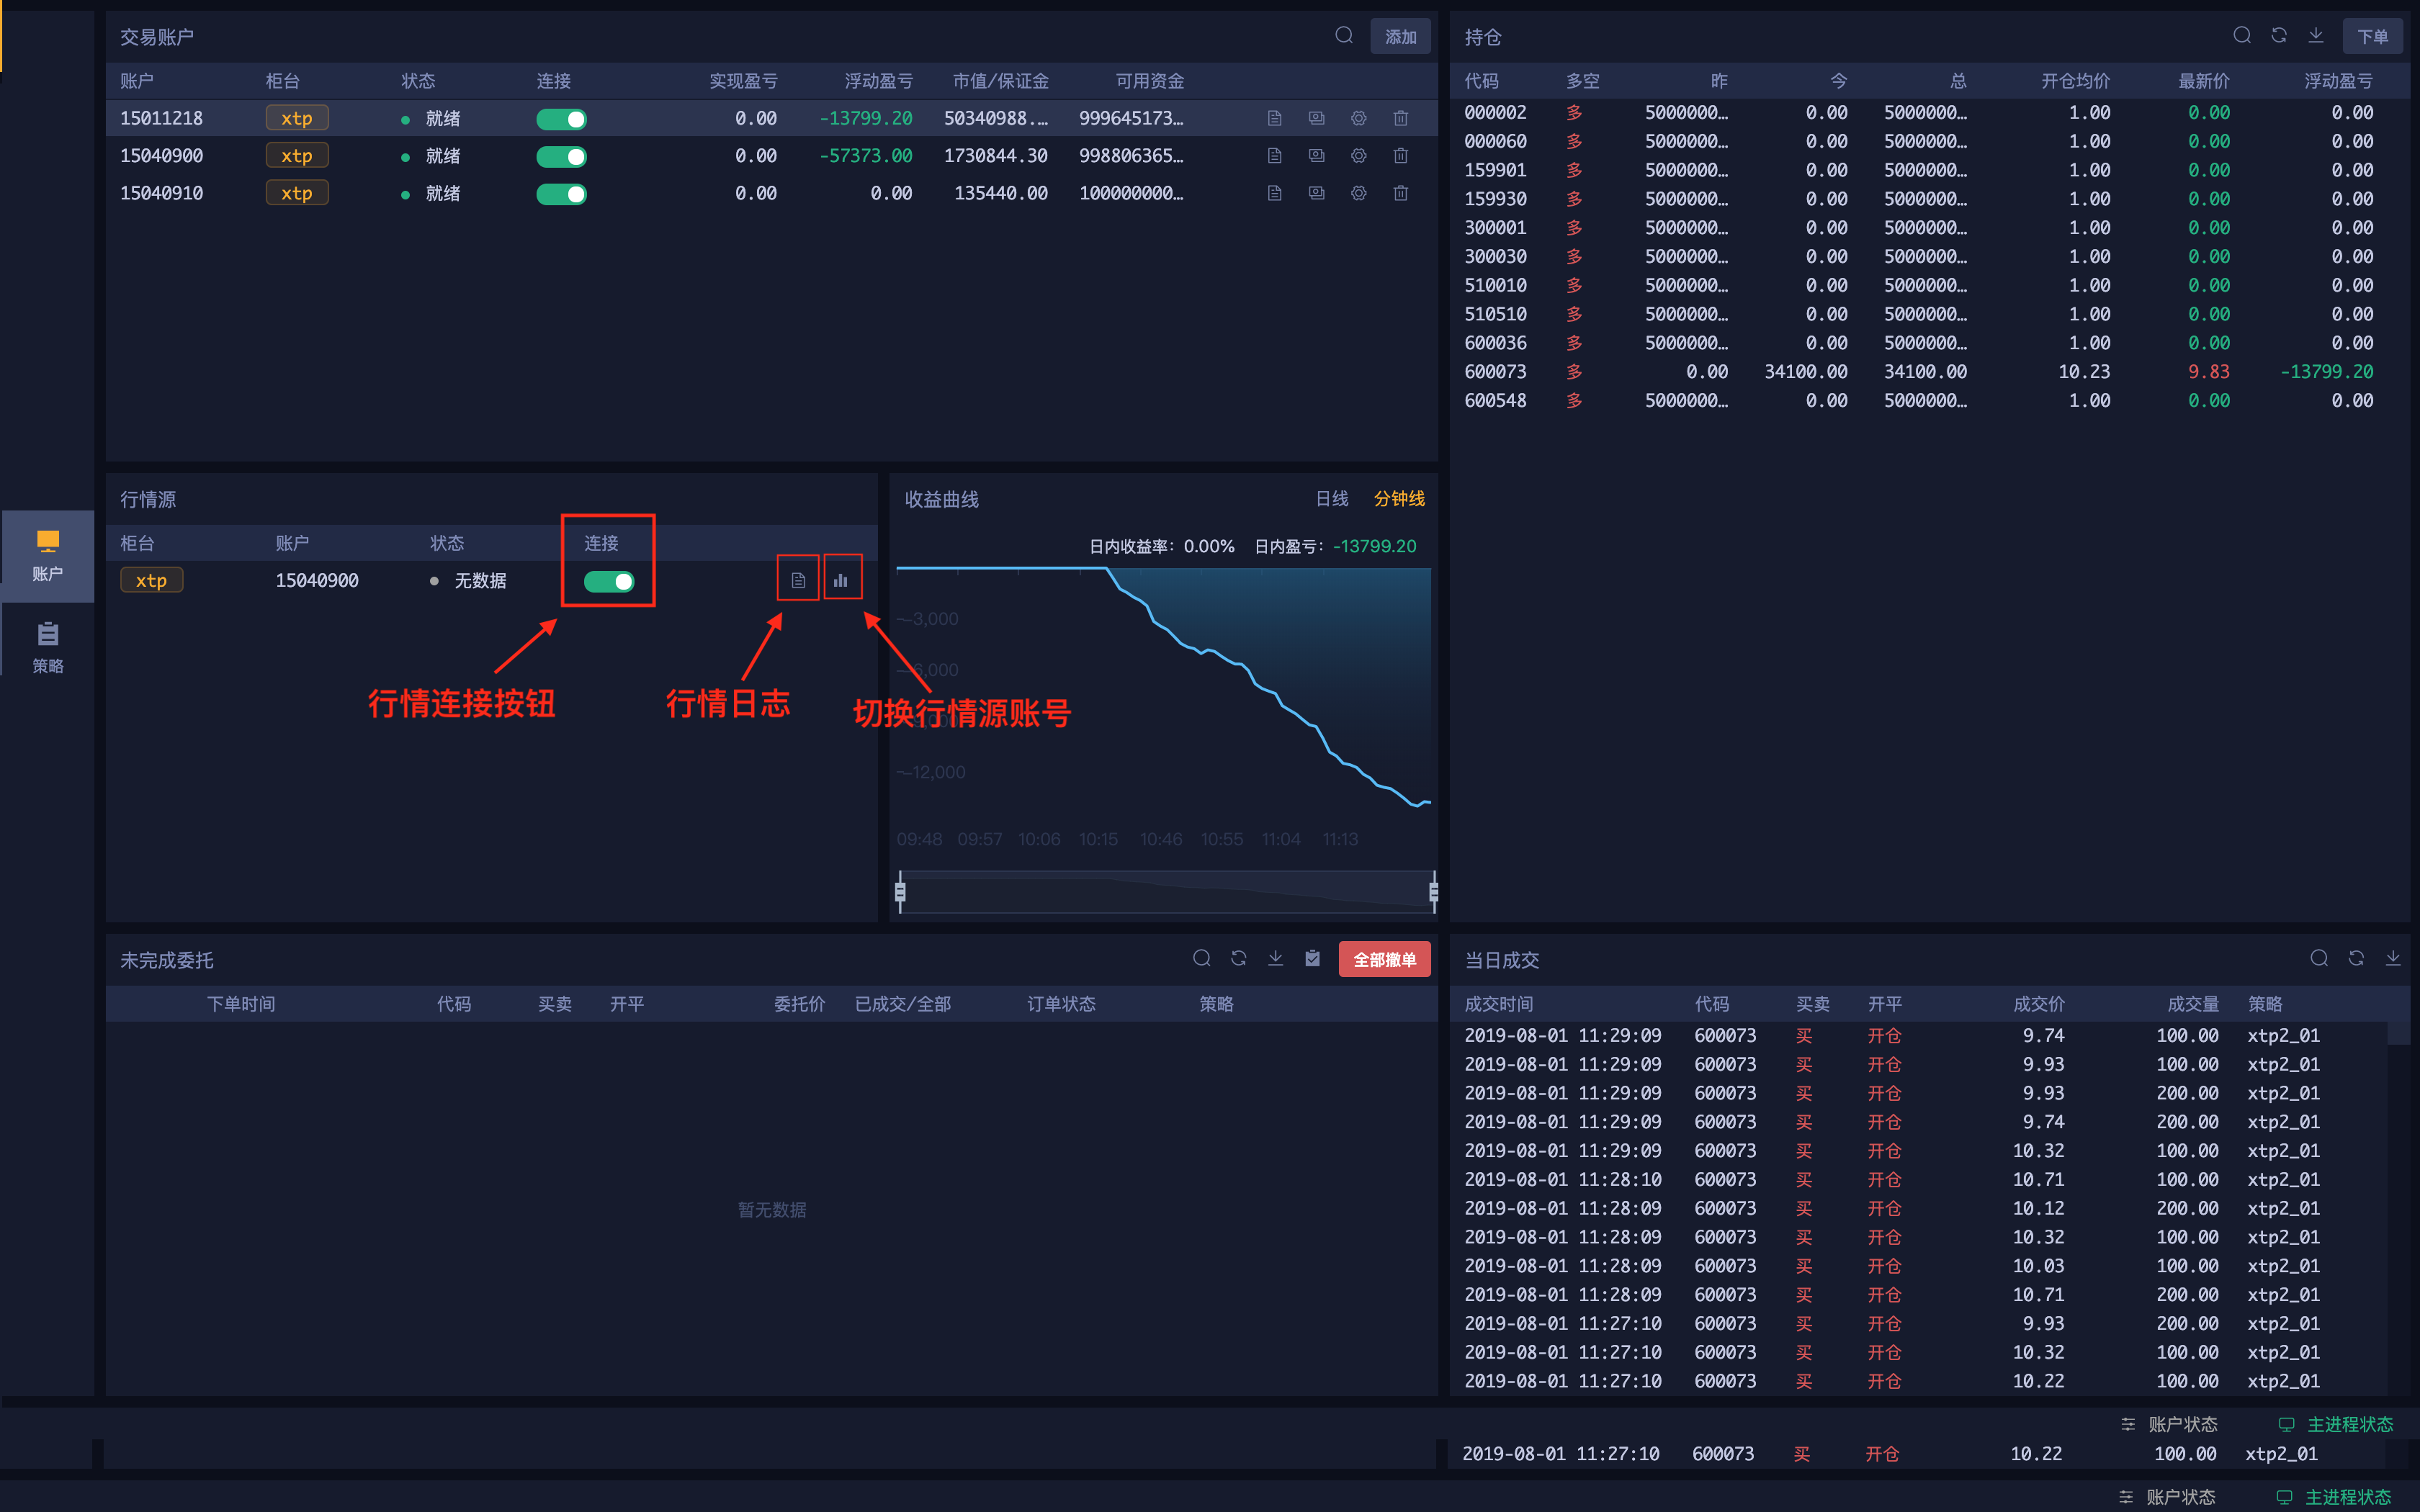 交易账户
添加
账户 柜台 状态 连接 实现盈亏 浮动盈亏 市值/保证金 可用资金
15011218 xtp 就绪 0.00 -13799.20 50340988.... 999645173...
15040900 xtp 就绪 0.00 -57373.00 1730844.30 998806365...
15040910 xtp 就绪 0.00 0.00 135440.00 100000000...
持仓
下单
代码 多空 昨 今 总 开仓均价 最新价 浮动盈亏
000002 多 5000000... 0.00 5000000... 1.00 0.00 0.00
000060 多 5000000... 0.00 5000000... 1.00 0.00 0.00
159901 多 5000000... 0.00 5000000... 1.00 0.00 0.00
159930 多 5000000... 0.00 5000000... 1.00 0.00 0.00
300001 多 5000000... 0.00 5000000... 1.00 0.00 0.00
300030 多 5000000... 0.00 5000000... 1.00 0.00 0.00
510010 多 5000000... 0.00 5000000... 1.00 0.00 0.00
510510 多 5000000... 0.00 5000000... 1.00 0.00 0.00
600036 多 5000000... 0.00 5000000... 1.00 0.00 0.00
600073 多 0.00 34100.00 34100.00 10.23 9.83 -13799.20
600548 多 5000000... 0.00 5000000... 1.00 0.00 0.00
账户
策略
行情源
柜台 账户 状态 连接
xtp 15040900 无数据
行情连接按钮
行情日志
切换行情源账号
收益曲线
日线 分钟线
日内收益率: 0.00% 日内盈亏: -13799.20
-3,000
-6,000
-12,000
09:48 09:57 10:06 10:15 10:46 10:55 11:04 11:13
未完成委托
全部撤单
下单时间 代码 买卖 开平 委托价 已成交/全部 订单状态 策略
暂无数据
当日成交
成交时间 代码 买卖 开平 成交价 成交量 策略
2019-08-01 11:29:09 600073 买 开仓 9.74 100.00 xtp2_01
2019-08-01 11:29:09 600073 买 开仓 9.93 100.00 xtp2_01
2019-08-01 11:29:09 600073 买 开仓 9.93 200.00 xtp2_01
2019-08-01 11:29:09 600073 买 开仓 9.74 200.00 xtp2_01
2019-08-01 11:29:09 600073 买 开仓 10.32 100.00 xtp2_01
2019-08-01 11:28:10 600073 买 开仓 10.71 100.00 xtp2_01
2019-08-01 11:28:09 600073 买 开仓 10.12 200.00 xtp2_01
2019-08-01 11:28:09 600073 买 开仓 10.32 100.00 xtp2_01
2019-08-01 11:28:09 600073 买 开仓 10.03 100.00 xtp2_01
2019-08-01 11:28:09 600073 买 开仓 10.71 200.00 xtp2_01
2019-08-01 11:27:10 600073 买 开仓 9.93 200.00 xtp2_01
2019-08-01 11:27:10 600073 买 开仓 10.32 100.00 xtp2_01
2019-08-01 11:27:10 600073 买 开仓 10.22 100.00 xtp2_01
账户状态 主进程状态
2019-08-01 11:27:10 600073 买 开仓 10.22 100.00 xtp2_01
账户状态 主进程状态